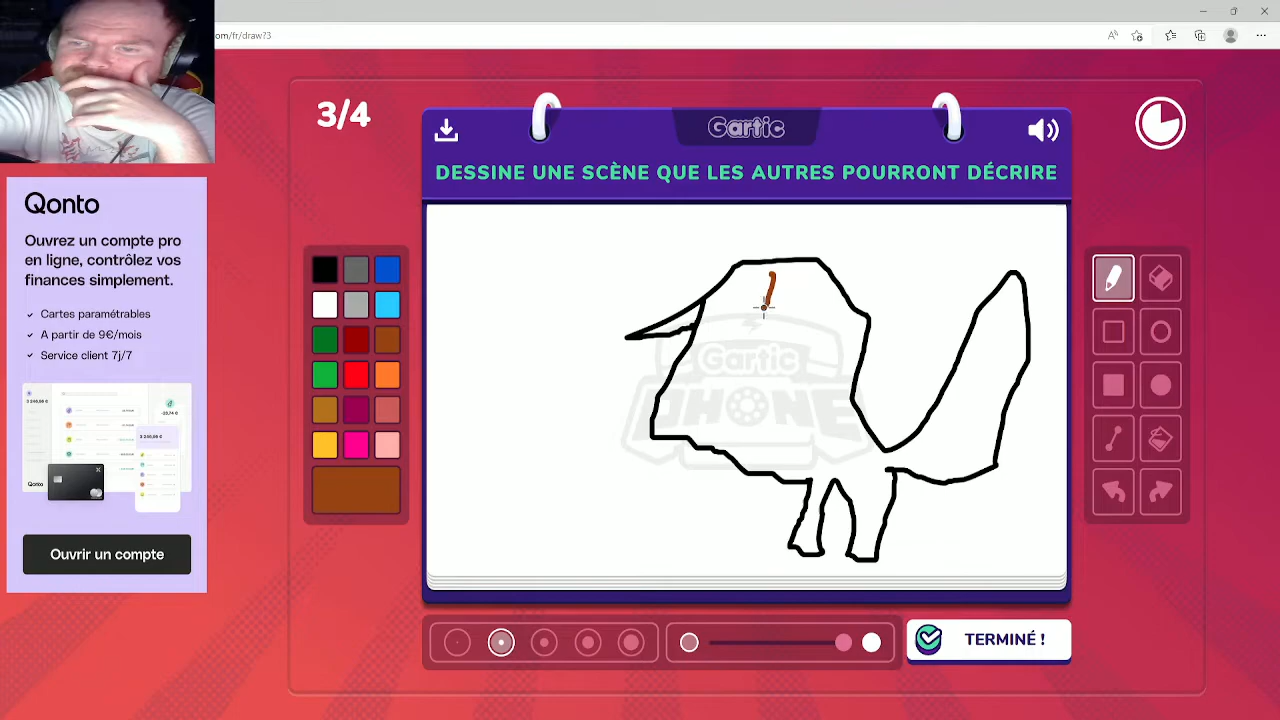 om/fr/draw?3
3/4
Gartic
DESSINE UNE SCÈNE QUE LES AUTRES POURRONT DÉCRIRE
Qonto
Ouvrez un compte pro
en ligne, contrôlez vos
finances simplement.
Cartes paramétrables
A partir de 9€/mois
Service client 7j/7
Qonto
Ouvrir un compte
Gartic
PHONE
TERMINÉ !